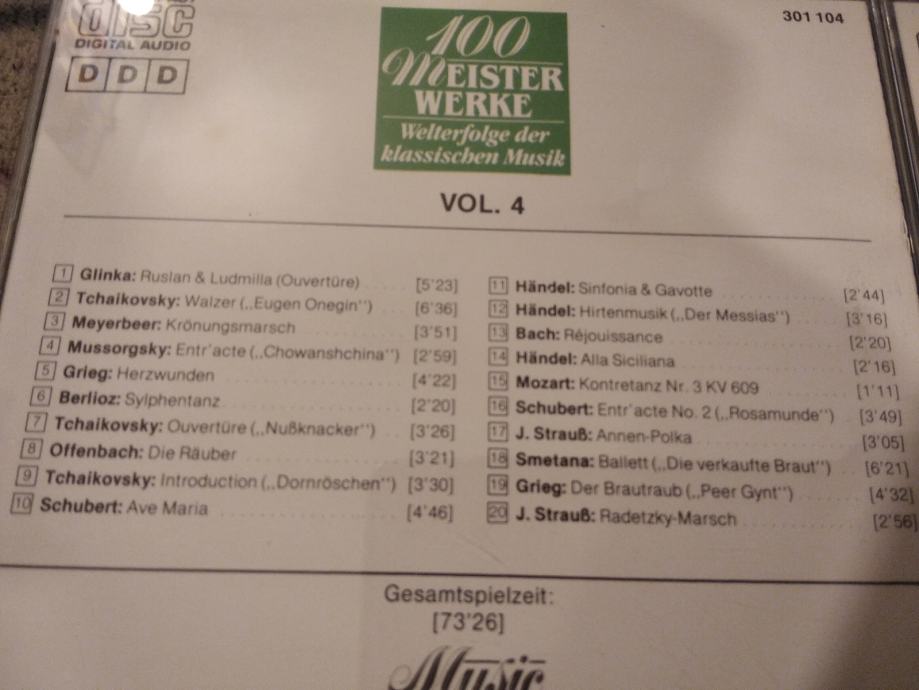 disc
DIGITAL AUDIO
DDD
301 104
100
MEISTER
WERKE
Welterfolge der
klassischen Musik
VOL. 4
1 Glinka: Ruslan & Ludmilla (Ouvertüre) [5'23]
2 Tchaikovsky: Walzer („Eugen Onegin") [6'36]
3 Meyerbeer: Krönungsmarsch [3'51]
4 Mussorgsky: Entr'acte („Chowanshchina") [2'59]
5 Grieg: Herzwunden [4'22]
6 Berlioz: Sylphentanz [2'20]
7 Tchaikovsky: Ouvertüre („Nußknacker") [3'26]
8 Offenbach: Die Räuber [3'21]
9 Tchaikovsky: Introduction („Dornröschen") [3'30]
10 Schubert: Ave Maria [4'46]
11 Händel: Sinfonia & Gavotte [2'44]
12 Händel: Hirtenmusik („Der Messias") [3'16]
13 Bach: Réjouissance [2'20]
14 Händel: Alla Siciliana [2'16]
15 Mozart: Kontretanz Nr. 3 KV 609 [1'11]
16 Schubert: Entr'acte No. 2 („Rosamunde") [3'49]
17 J. Strauß: Annen-Polka [3'05]
18 Smetana: Ballett („Die verkaufte Braut") [6'21]
19 Grieg: Der Brautraub („Peer Gynt") [4'32]
20 J. Strauß: Radetzky-Marsch [2'56]
Gesamtspielzeit:
[73'26]
Music